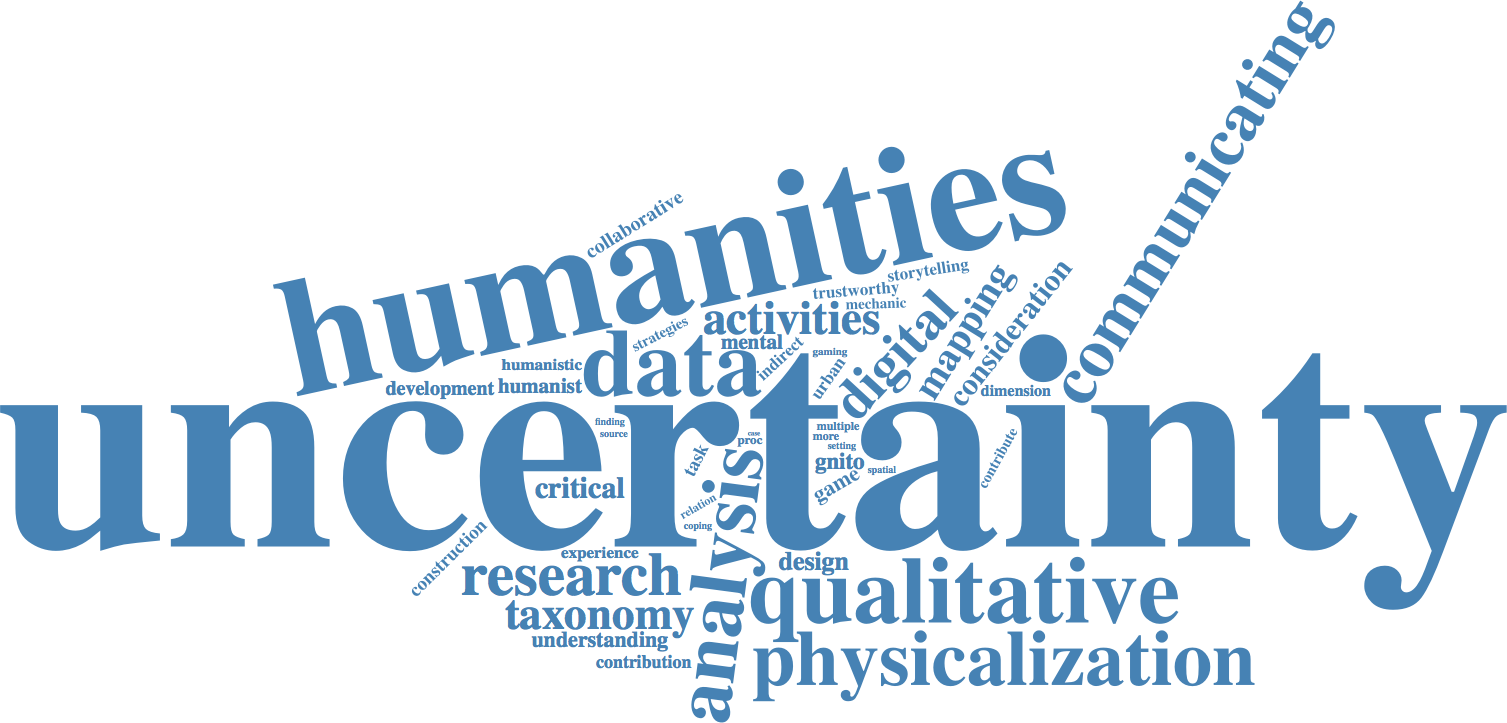 communicating
humanities
collaborative
storytelling
trustworthy
mechanic
activities
strategies
mental
data
indirect
gaming
urban
digital
mapping
consideration
dimension
humanistic
development
humanist
uncertainty
finding
source
case
proc
multiple
more
setting
gnito
spatial
game
contribute
task
critical
relation
coping
analysis
construction
experience
research
design
qualitative
taxonomy
understanding
contribution
physicalization